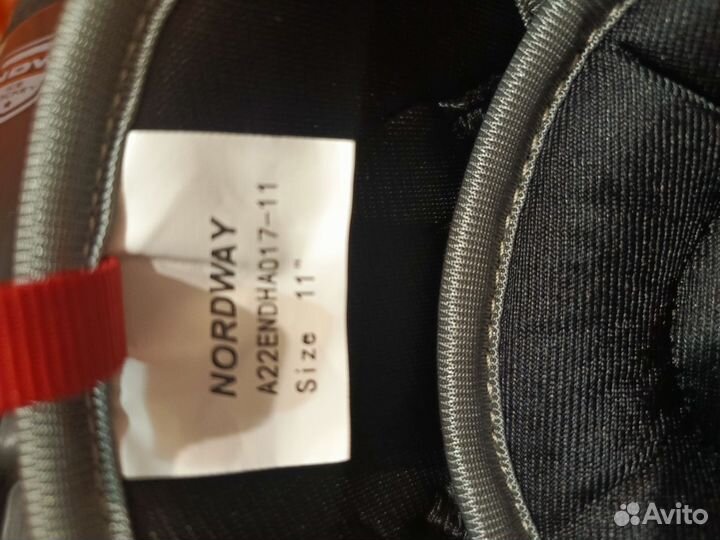 NORDWAY
A22ENDHA017-11
Size 11"
Avito